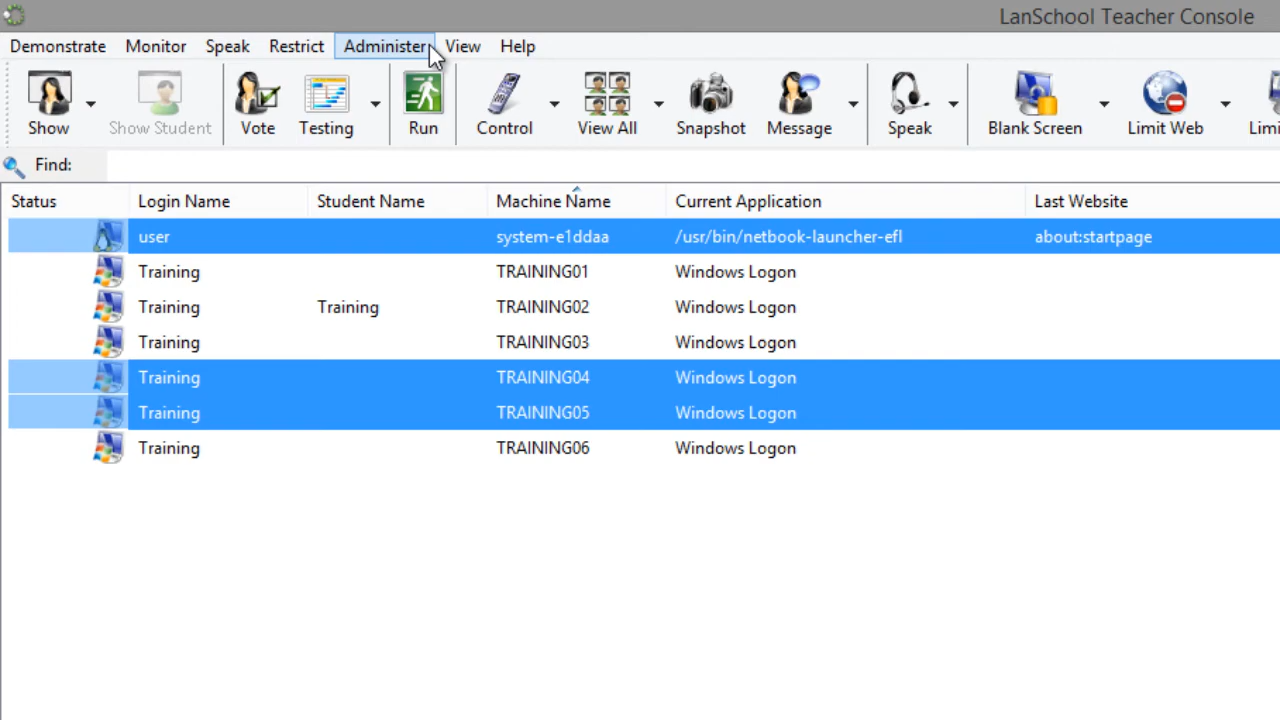 LanSchool Teacher Console
Demonstrate Monitor Speak Restrict Administer View Help
Show Show Student Vote Testing Run Control View All Snapshot Message Speak Blank Screen Limit Web Limi
Find:
Status Login Name Student Name Machine Name Current Application Last Website
user system-e1ddaa /usr/bin/netbook-launcher-efl about:startpage
Training TRAINING01 Windows Logon
Training Training TRAINING02 Windows Logon
Training TRAINING03 Windows Logon
Training TRAINING04 Windows Logon
Training TRAINING05 Windows Logon
Training TRAINING06 Windows Logon